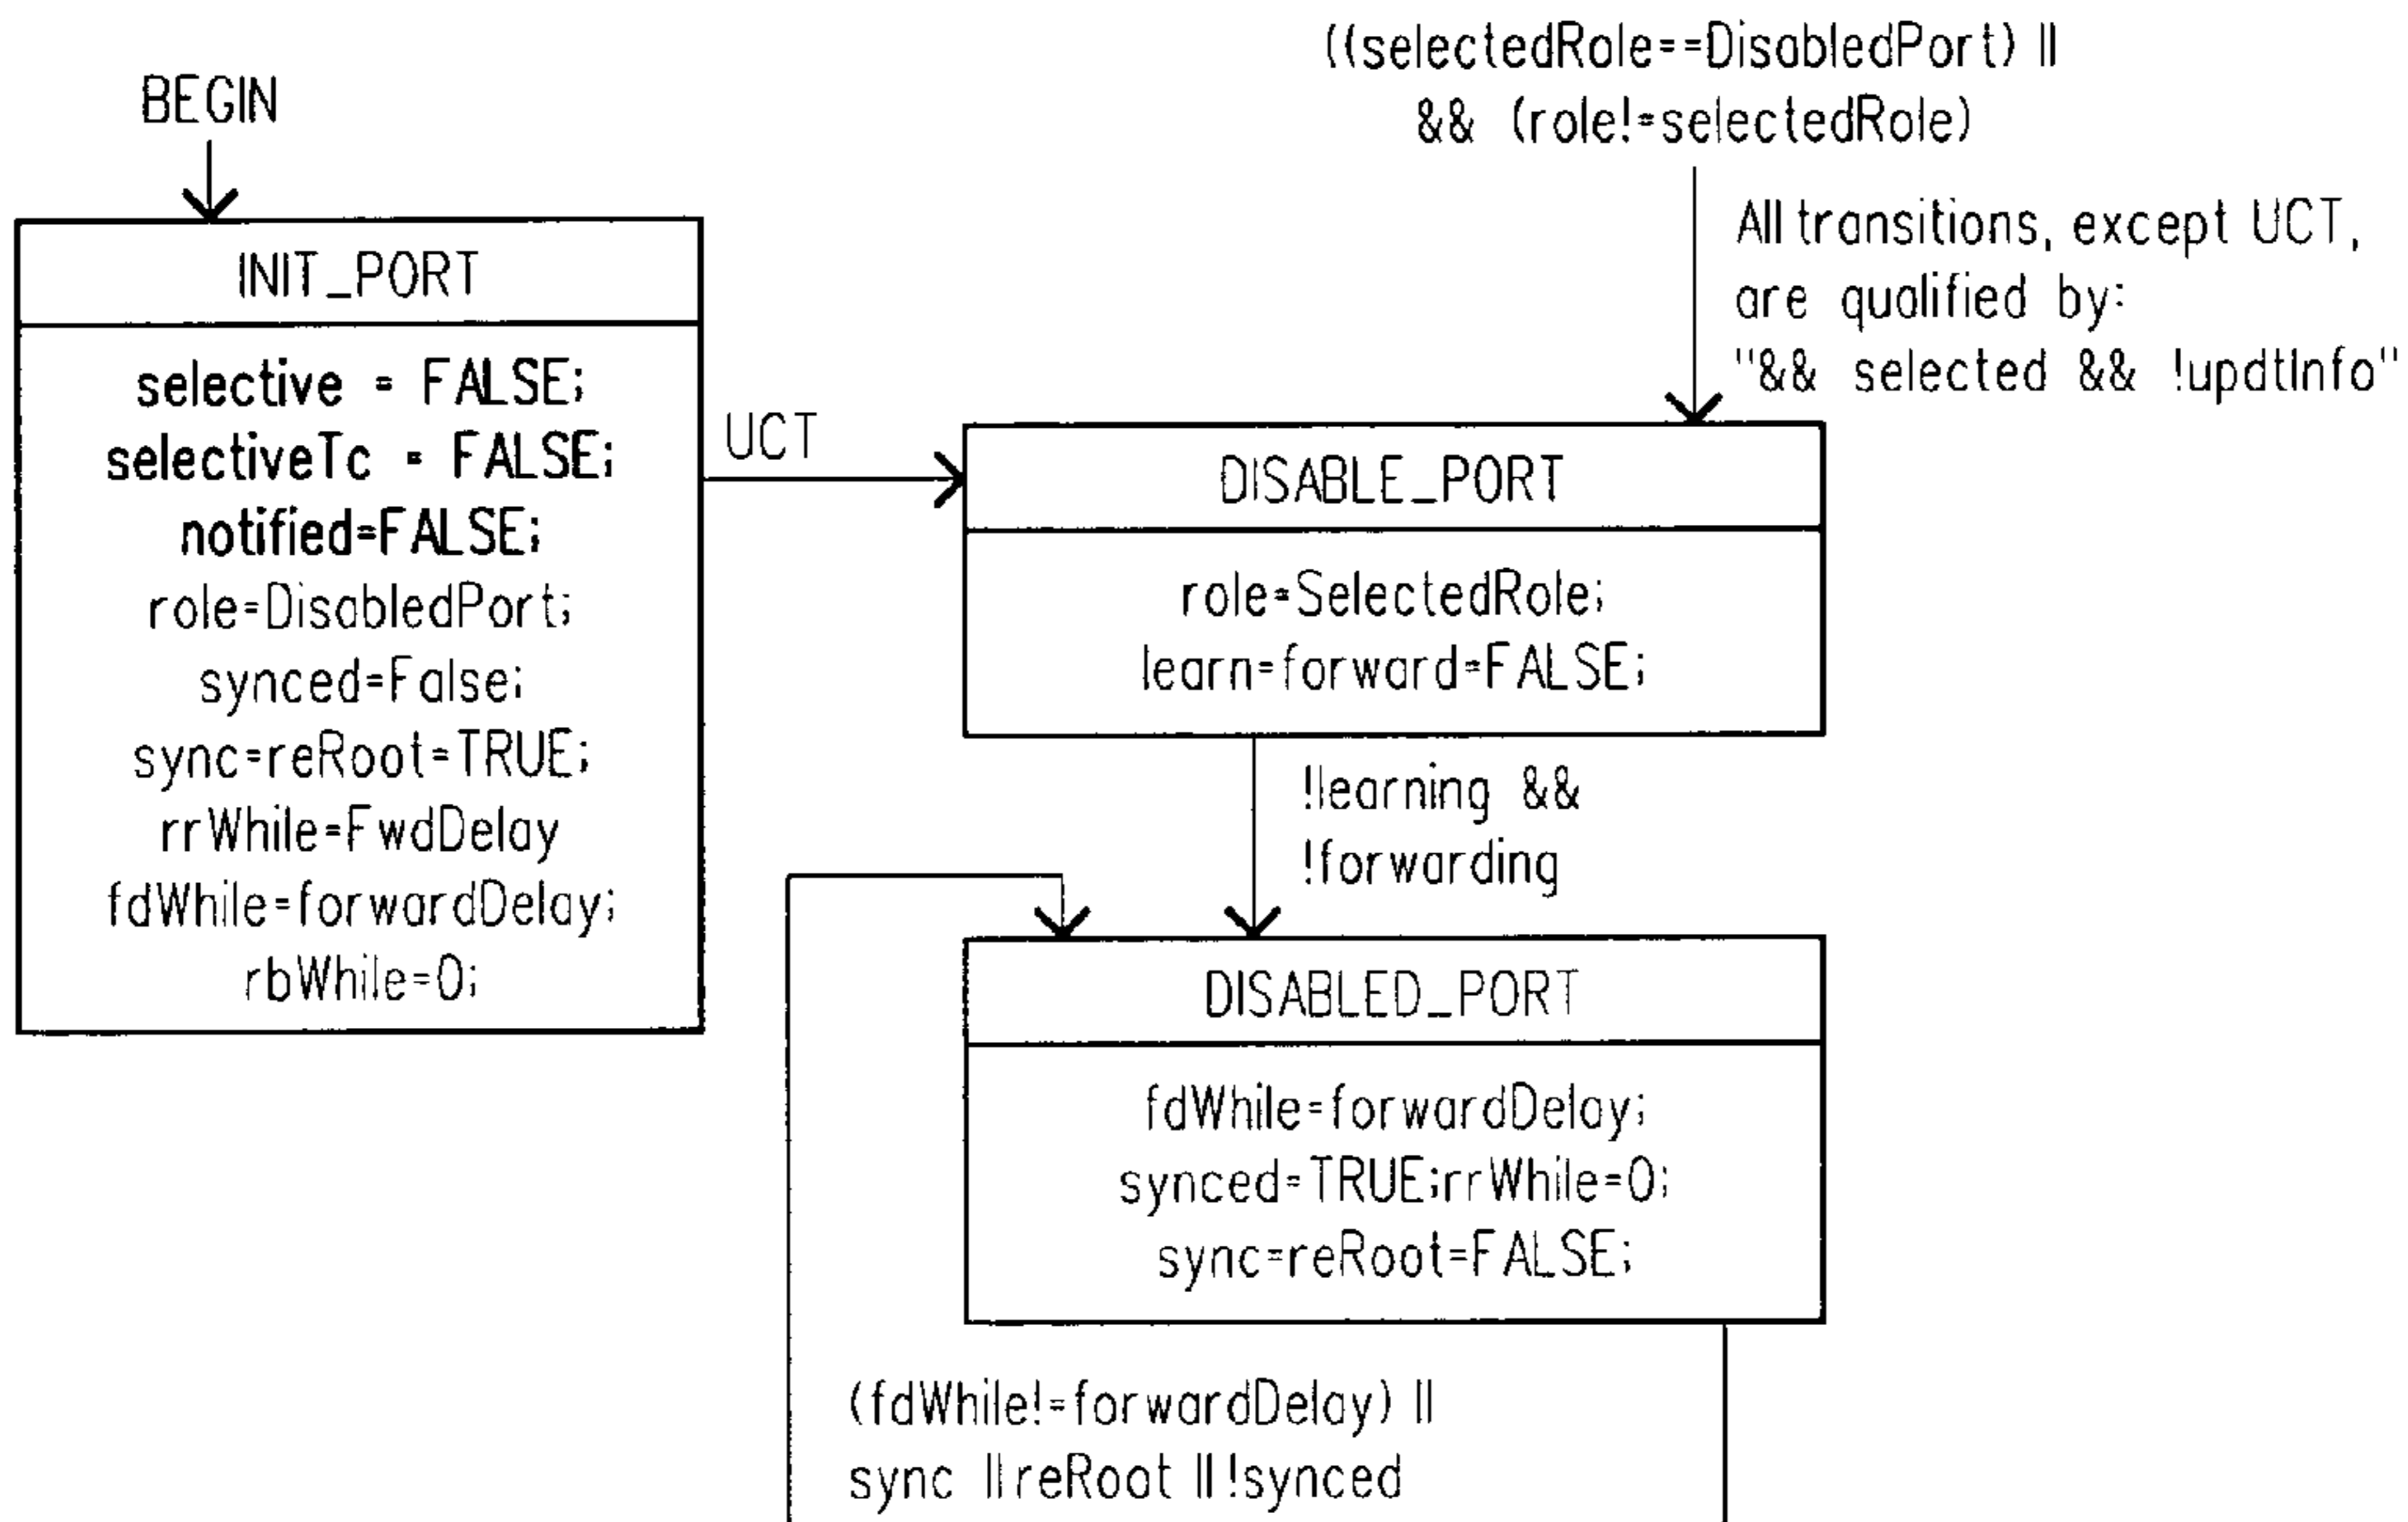 BEGIN
INIT_PORT
selective = FALSE;
selectiveTc = FALSE;
notified=FALSE;
role=DisabledPort;
synced=False;
sync=reRoot=TRUE;
rrWhile=FwdDelay
fdWhile=forwardDelay;
rbWhile=0;
UCT
((selectedRole==DisabledPort) ||
&& (role!=selectedRole)
All transitions, except UCT,
are qualified by:
"&& selected && !updtInfo"
DISABLE_PORT
role=SelectedRole;
learn=forward=FALSE;
!learning &&
!forwarding
DISABLED_PORT
fdWhile=forwardDelay;
synced=TRUE;rrWhile=0;
sync=reRoot=FALSE;
(fdWhile!=forwardDelay) ||
sync ||reRoot || !synced